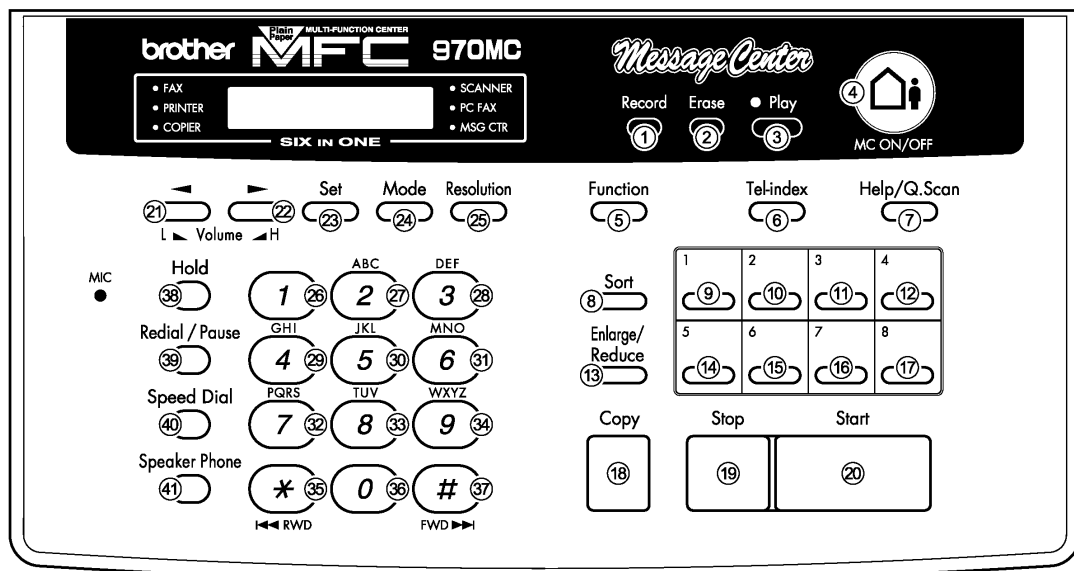 Plain Paper MULTI-FUNCTION CENTER
brother MFC 970MC
Message Center
• FAX • SCANNER
• PRINTER • PC FAX
• COPIER • MSG CTR
SIX IN ONE
Record Erase • Play
1 2 3
4
MC ON/OFF
◄ ► Set Mode Resolution Function Tel-index Help/Q.Scan
21 22 23 24 25 5 6 7
L Volume H
MIC
Hold ABC DEF
38 1 26 2 27 3 28
Redial / Pause GHI JKL MNO
39 4 29 5 30 6 31
Speed Dial PQRS TUV WXYZ
40 7 32 8 33 9 34
Speaker Phone
41 * 35 0 36 # 37
RWD FWD
Sort
8
Enlarge/
Reduce
13
1 2 3 4
9 10 11 12
5 6 7 8
14 15 16 17
Copy Stop Start
18 19 20